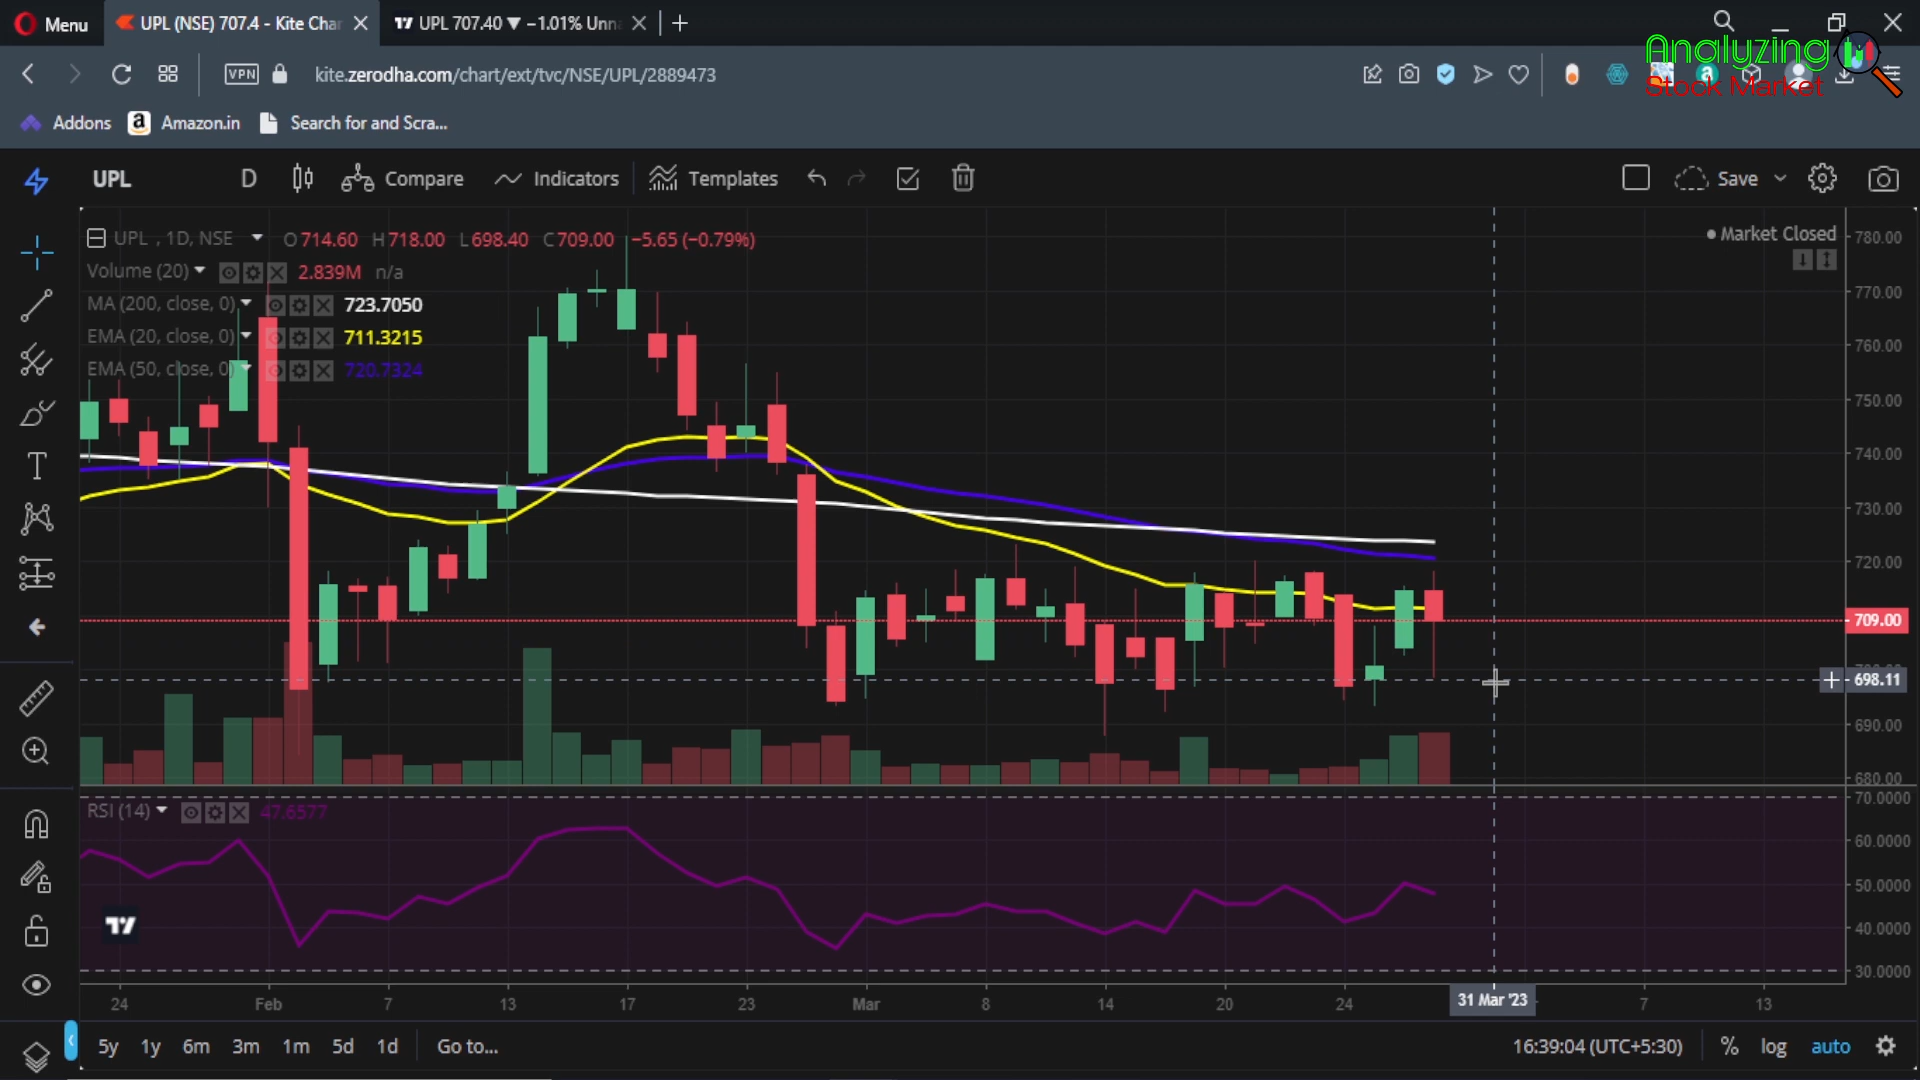 Menu
UPL (NSE) 707.4 - Kite Char
UPL 707.40 ▼ −1.01% Unna
VPN
kite.zerodha.com/chart/ext/tvc/NSE/UPL/2889473
Analyzing
Stock Market
Addons
Amazon.in
Search for and Scra...
UPL
D
Compare
Indicators
Templates
Save
UPL , 1D, NSE O714.60 H718.00 L698.40 C709.00 −5.65 (−0.79%)
Market Closed
Volume (20) 2.839M n/a
MA (200, close, 0) 723.7050
EMA (20, close, 0) 711.3215
EMA (50, close, 0) 720.7324
780.00
770.00
760.00
750.00
740.00
730.00
720.00
709.00
698.11
690.00
680.00
RSI (14) 47.6577
70.0000
60.0000
50.0000
40.0000
30.0000
24 Feb 7 13 17 23 Mar 8 14 20 24 31 Mar '23 7 13
5y 1y 6m 3m 1m 5d 1d Go to...
16:39:04 (UTC+5:30) % log auto